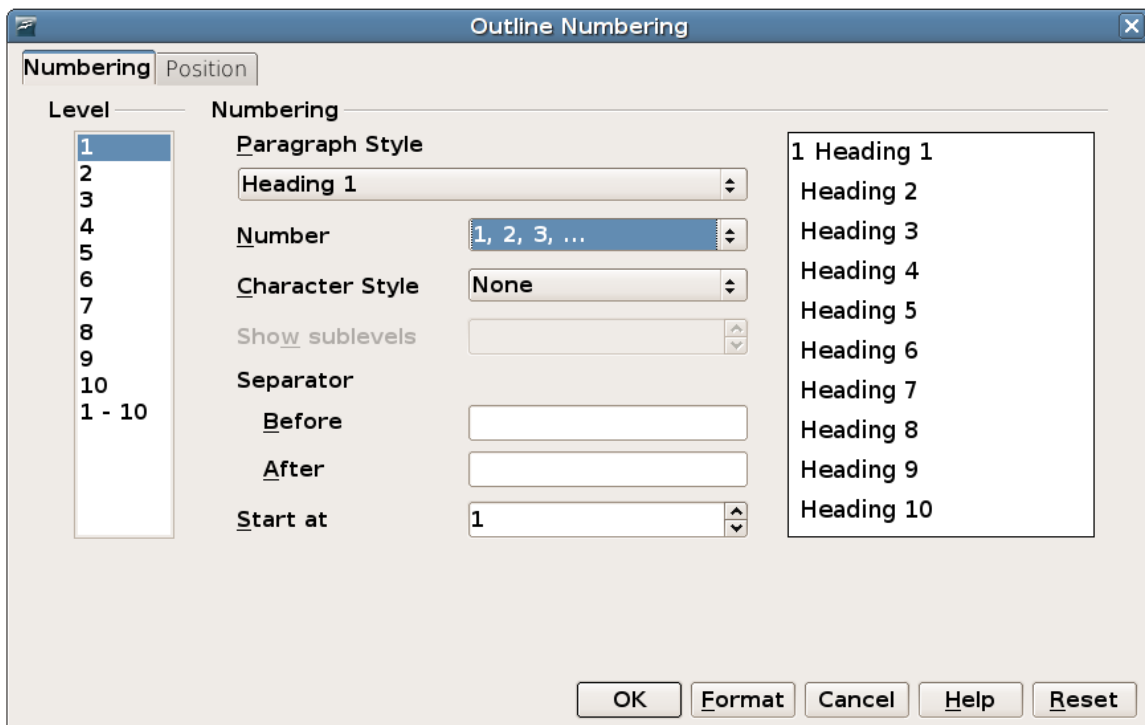 Outline Numbering
Numbering Position
Level
1
2
3
4
5
6
7
8
9
10
1 - 10
Numbering
Paragraph Style
Heading 1
Number 1, 2, 3, ...
Character Style None
Show sublevels
Separator
Before
After
Start at 1
1 Heading 1
Heading 2
Heading 3
Heading 4
Heading 5
Heading 6
Heading 7
Heading 8
Heading 9
Heading 10
OK Format Cancel Help Reset